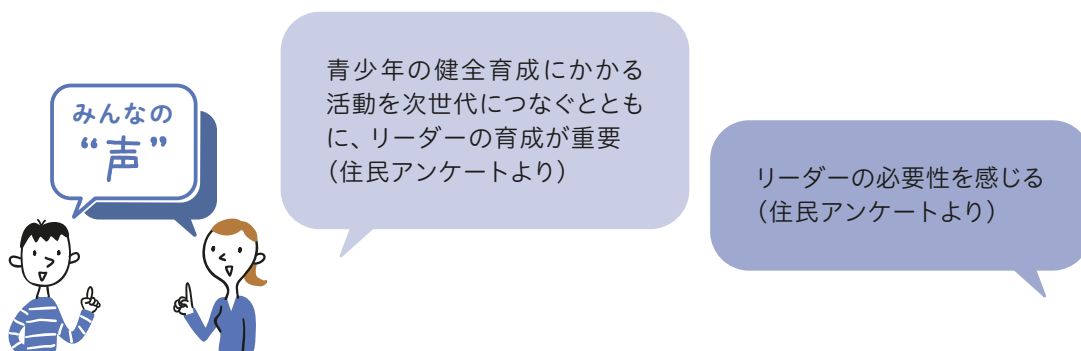 みんなの
“声”
青少年の健全育成にかかる
活動を次世代につなぐととも
に、リーダーの育成が重要
（住民アンケートより）
リーダーの必要性を感じる
（住民アンケートより）